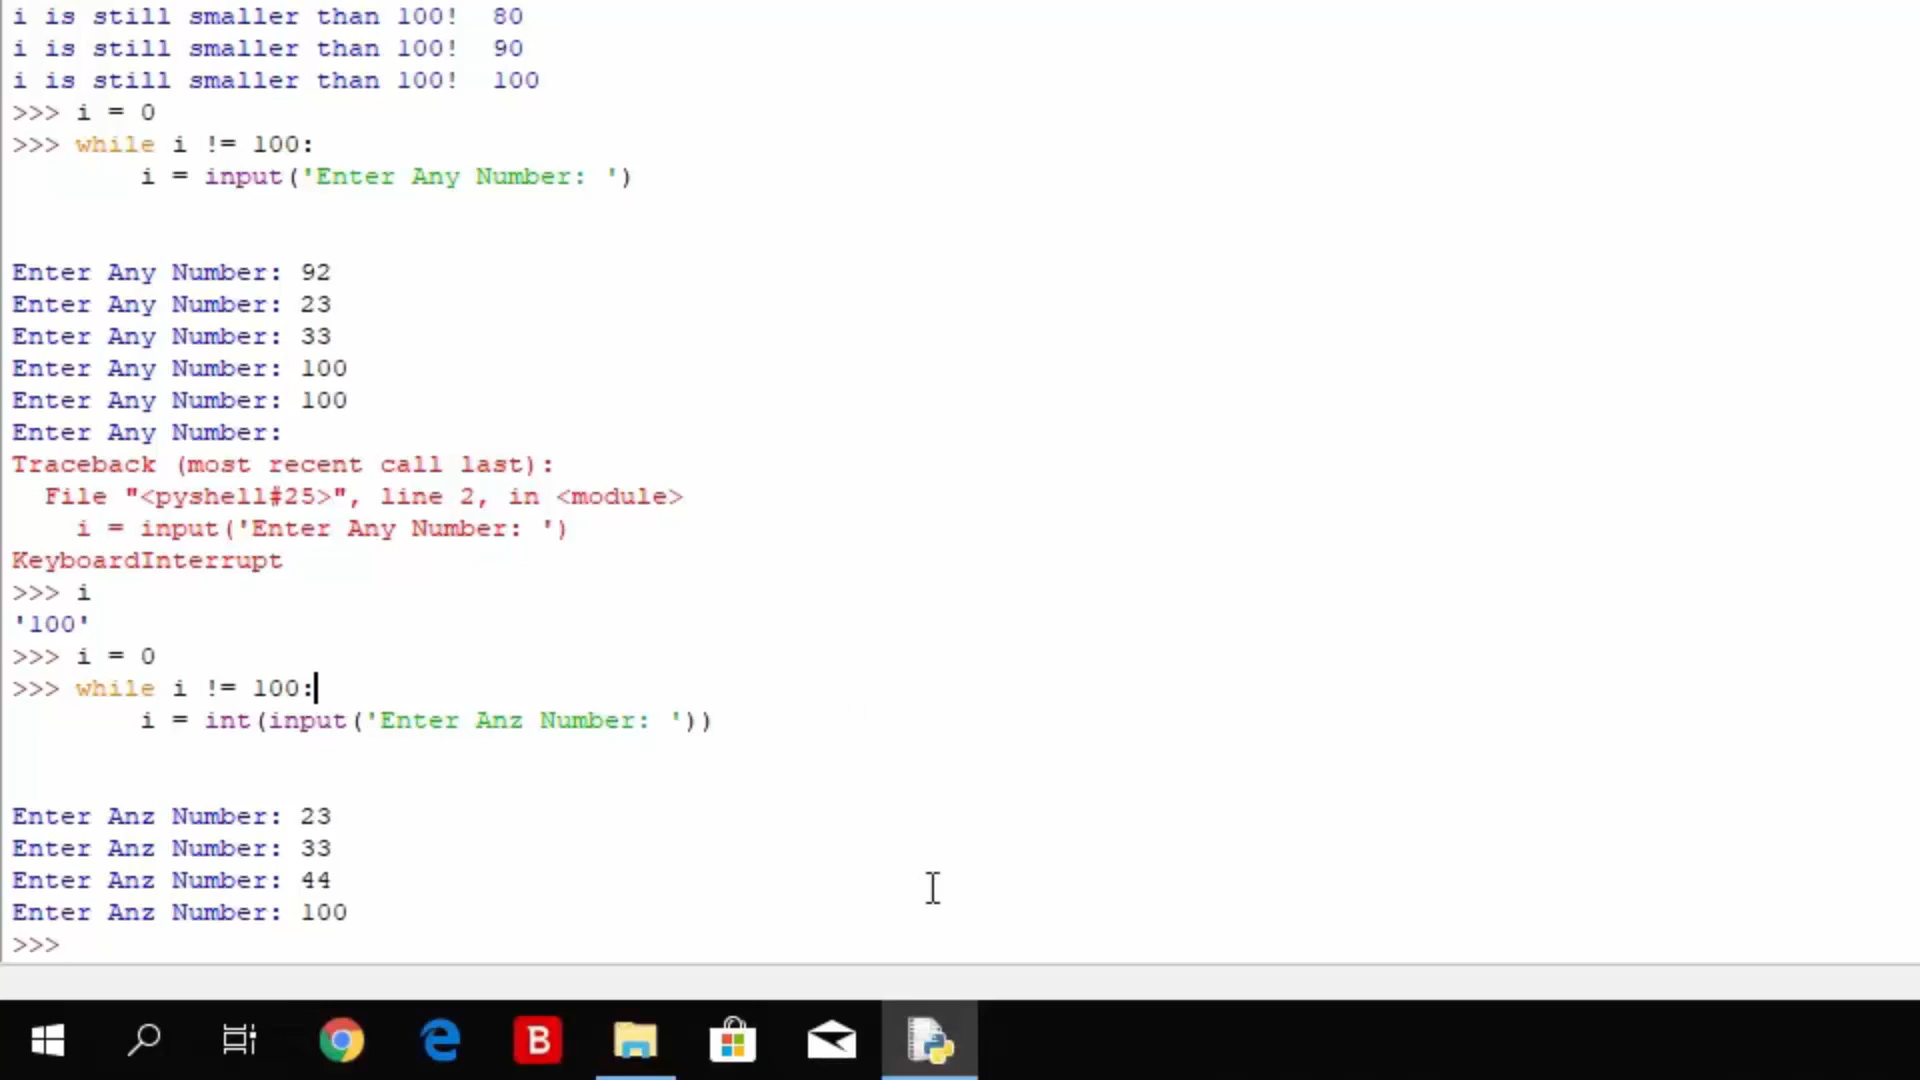 i is still smaller than 100!  80
i is still smaller than 100!  90
i is still smaller than 100!  100
>>> i = 0
>>> while i != 100:
        i = input('Enter Any Number: ')
Enter Any Number: 92
Enter Any Number: 23
Enter Any Number: 33
Enter Any Number: 100
Enter Any Number: 100
Enter Any Number:
Traceback (most recent call last):
  File "<pyshell#25>", line 2, in <module>
    i = input('Enter Any Number: ')
KeyboardInterrupt
>>> i
'100'
>>> i = 0
>>> while i != 100:
        i = int(input('Enter Anz Number: '))
Enter Anz Number: 23
Enter Anz Number: 33
Enter Anz Number: 44
Enter Anz Number: 100
>>>
B